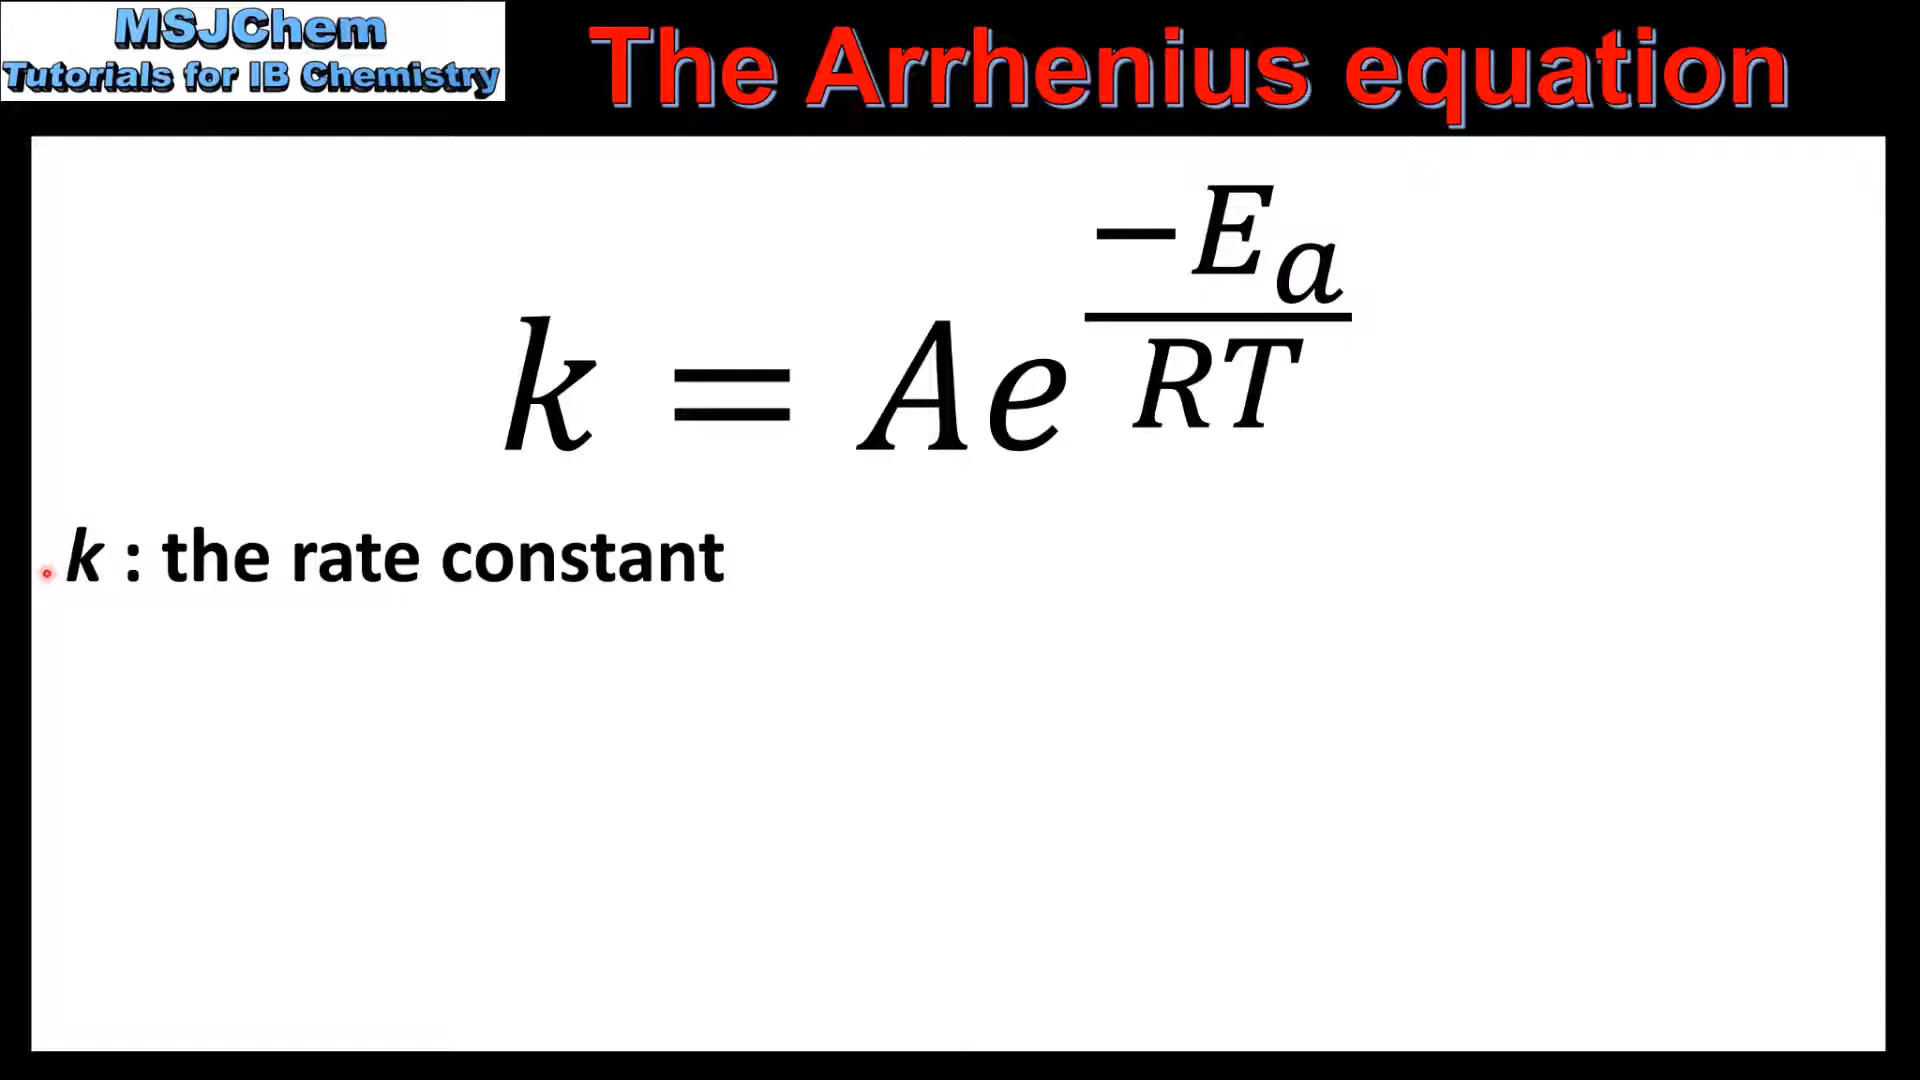 MSJChem
Tutorials for IB Chemistry
The Arrhenius equation
k = Ae^(−Eₐ/RT)
k : the rate constant